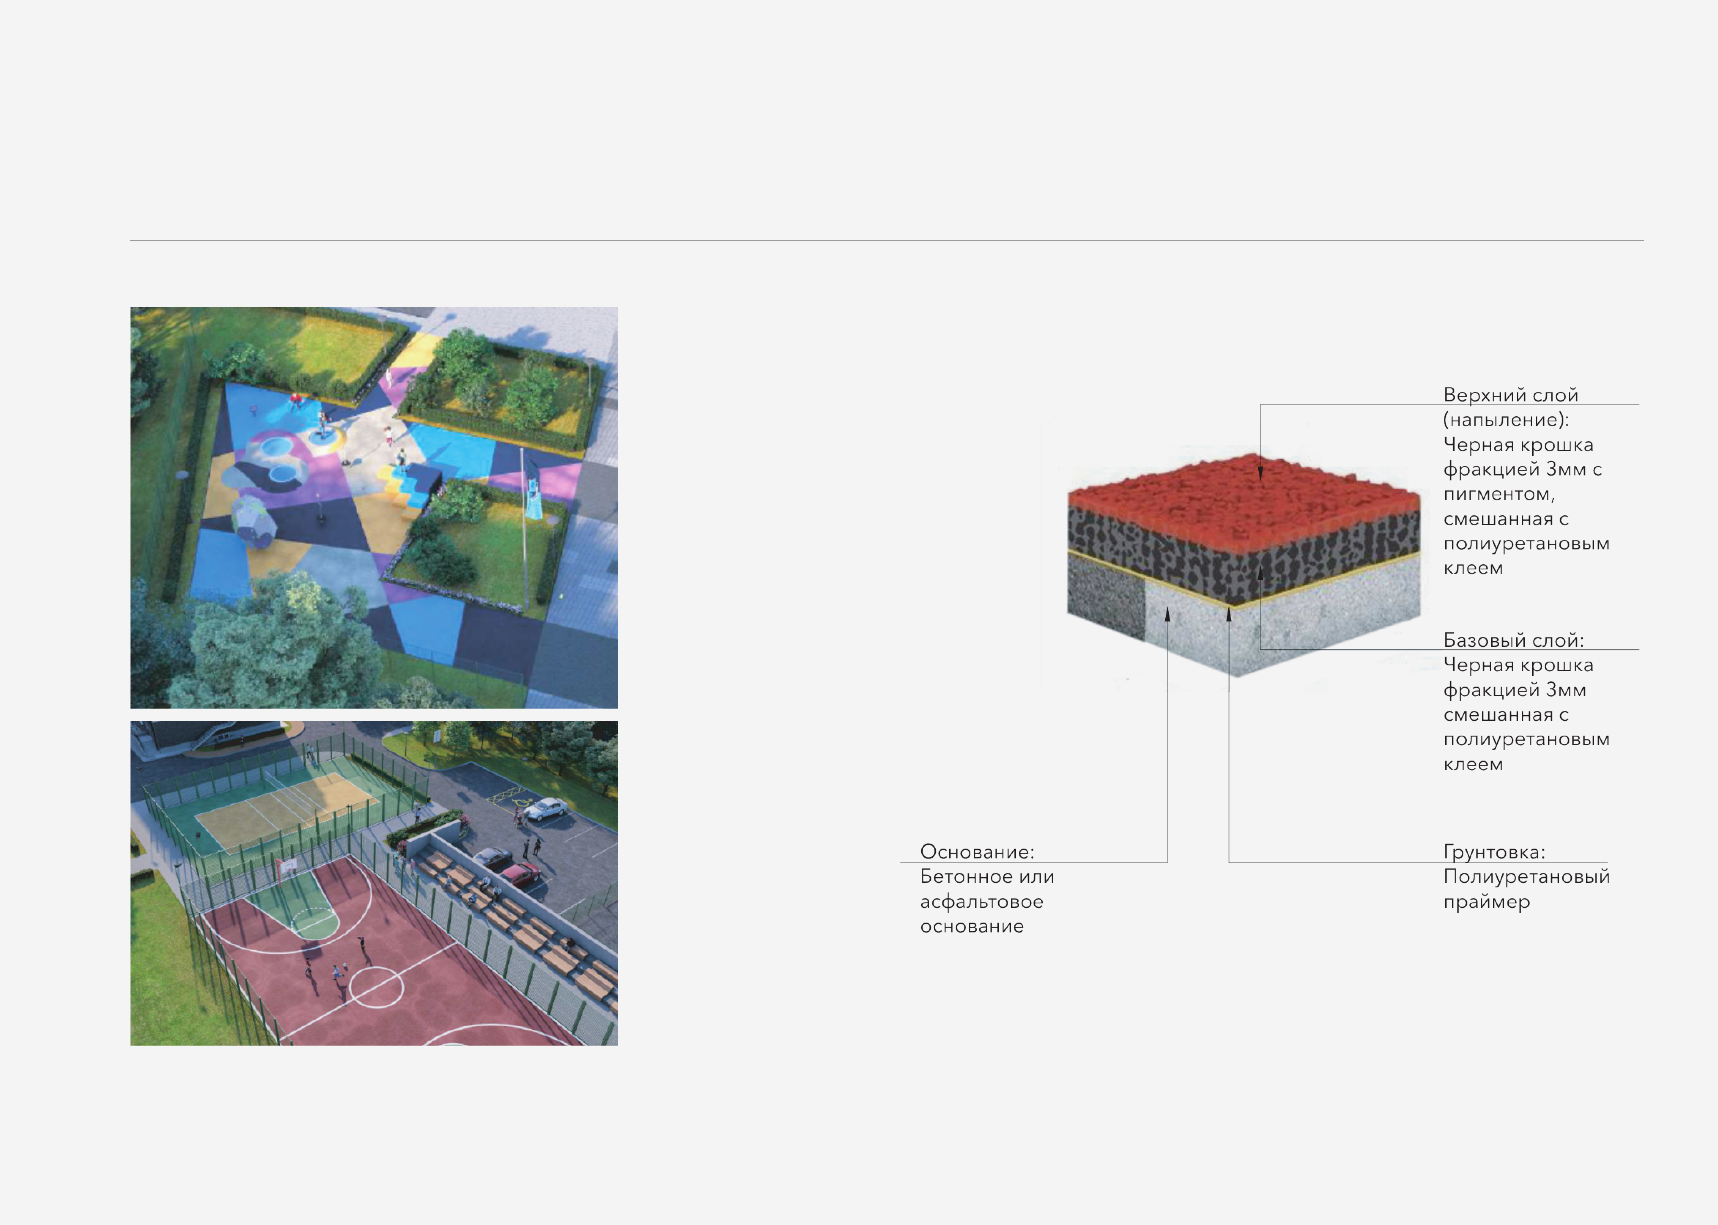 Верхний слой
(напыление):
Черная крошка
фракцией 3мм с
пигментом,
смешанная с
полиуретановым
клеем
Базовый слой:
Черная крошка
фракцией 3мм
смешанная с
полиуретановым
клеем
Основание:
Бетонное или
асфальтовое
основание
Грунтовка:
Полиуретановый
праймер